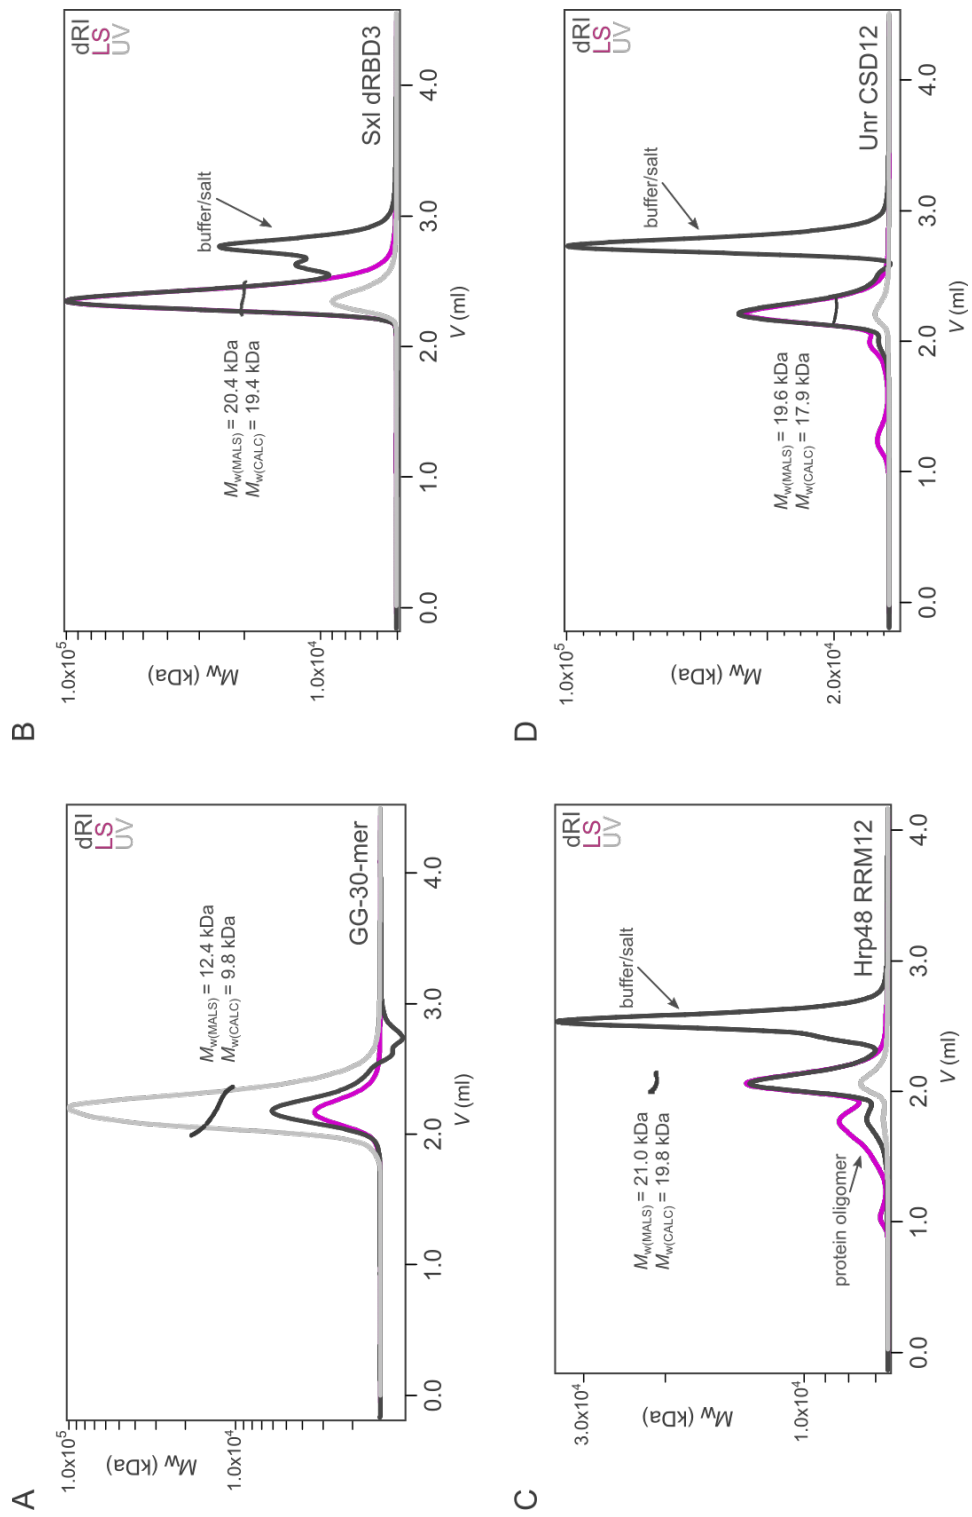 A
1.0x10⁵
1.0x10⁴
Mw (kDa)
dRI
LS
UV
Mw(MALS) = 12.4 kDa
Mw(CALC) = 9.8 kDa
GG-30-mer
0.0
1.0
2.0
3.0
4.0
V (ml)
B
1.0x10⁵
1.0x10⁴
Mw (kDa)
dRI
LS
UV
Mw(MALS) = 20.4 kDa
Mw(CALC) = 19.4 kDa
buffer/salt
Sxl dRBD3
0.0
1.0
2.0
3.0
4.0
V (ml)
C
3.0x10⁴
1.0x10⁴
Mw (kDa)
dRI
LS
UV
Mw(MALS) = 21.0 kDa
Mw(CALC) = 19.8 kDa
buffer/salt
protein oligomer
Hrp48 RRM12
0.0
1.0
2.0
3.0
4.0
V (ml)
D
1.0x10⁵
2.0x10⁴
Mw (kDa)
dRI
LS
UV
Mw(MALS) = 19.6 kDa
Mw(CALC) = 17.9 kDa
buffer/salt
Unr CSD12
0.0
1.0
2.0
3.0
4.0
V (ml)